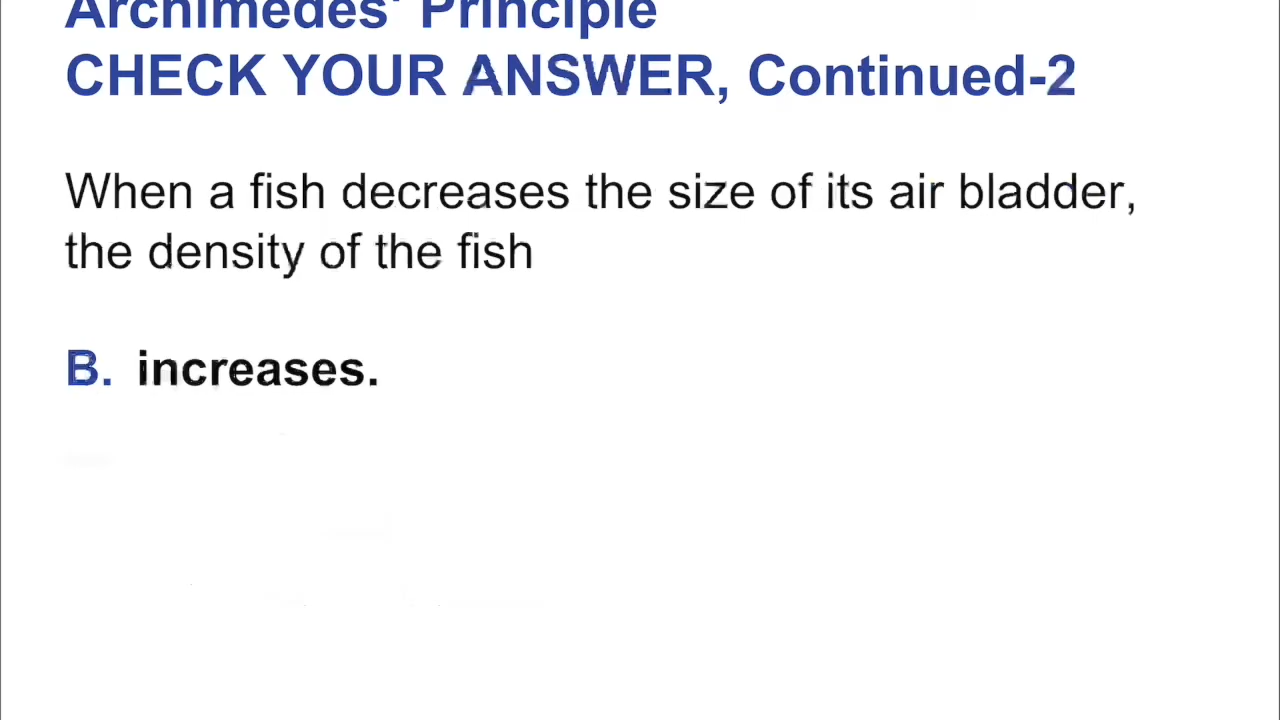 Archimedes' Principle
CHECK YOUR ANSWER, Continued-2
When a fish decreases the size of its air bladder,
the density of the fish
B. increases.